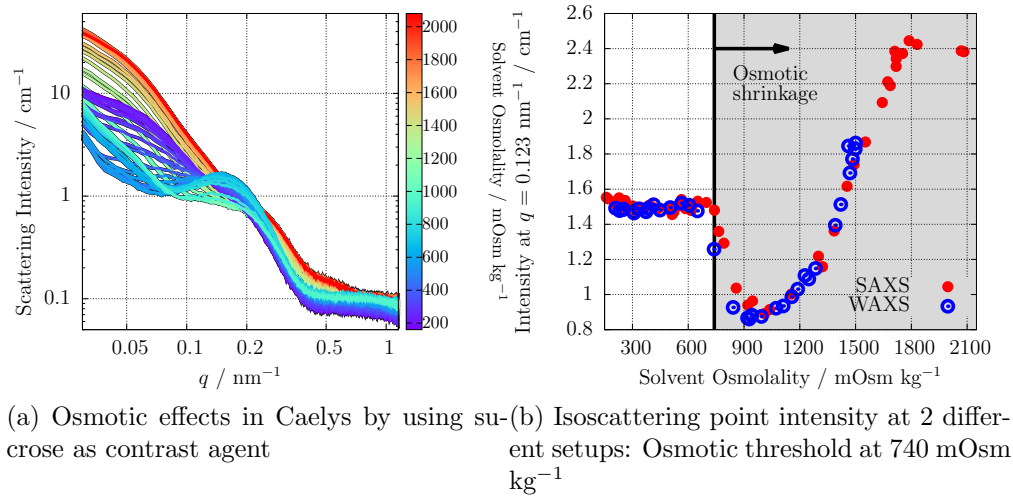 Scattering Intensity / cm⁻¹
10
1
0.1
0.05
0.1
0.2
0.5
1
q / nm⁻¹
2000
1800
1600
1400
1200
1000
800
600
400
200
Solvent Osmolality / mOsm kg⁻¹
(a) Osmotic effects in Caelys by using su-
crose as contrast agent
Intensity at q = 0.123 nm⁻¹ / cm⁻¹
2.6
2.4
2.2
2
1.8
1.6
1.4
1.2
1
0.8
Osmotic
shrinkage
SAXS
WAXS
300
600
900
1200
1500
1800
2100
Solvent Osmolality / mOsm kg⁻¹
(b) Isoscattering point intensity at 2 differ-
ent setups: Osmotic threshold at 740 mOsm
kg⁻¹